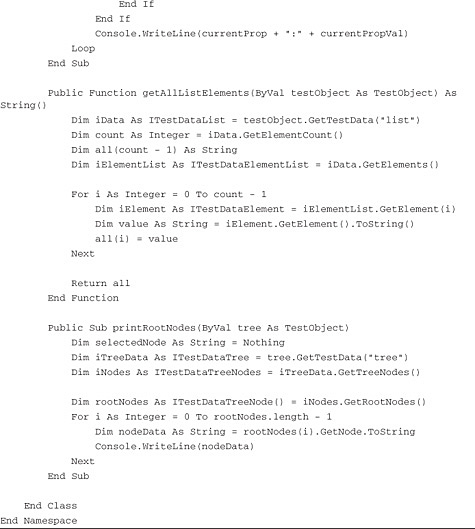 End If
End If
Console.WriteLine(currentProp + ":" + currentPropVal)
Loop
End Sub
Public Function getAllListElements(ByVal testObject As TestObject) As
String()
Dim iData As ITestDataList = testObject.GetTestData("list")
Dim count As Integer = iData.GetElementCount()
Dim all(count - 1) As String
Dim iElementList As ITestDataElementList = iData.GetElements()
For i As Integer = 0 To count - 1
Dim iElement As ITestDataElement = iElementList.GetElement(i)
Dim value As String = iElement.GetElement().ToString()
all(i) = value
Next
Return all
End Function
Public Sub printRootNodes(ByVal tree As TestObject)
Dim selectedNode As String = Nothing
Dim iTreeData As ITestDataTree = tree.GetTestData("tree")
Dim iNodes As ITestDataTreeNodes = iTreeData.GetTreeNodes()
Dim rootNodes As ITestDataTreeNode() = iNodes.GetRootNodes()
For i As Integer = 0 To rootNodes.length - 1
Dim nodeData As String = rootNodes(i).GetNode.ToString
Console.WriteLine(nodeData)
Next
End Sub
End Class
End Namespace